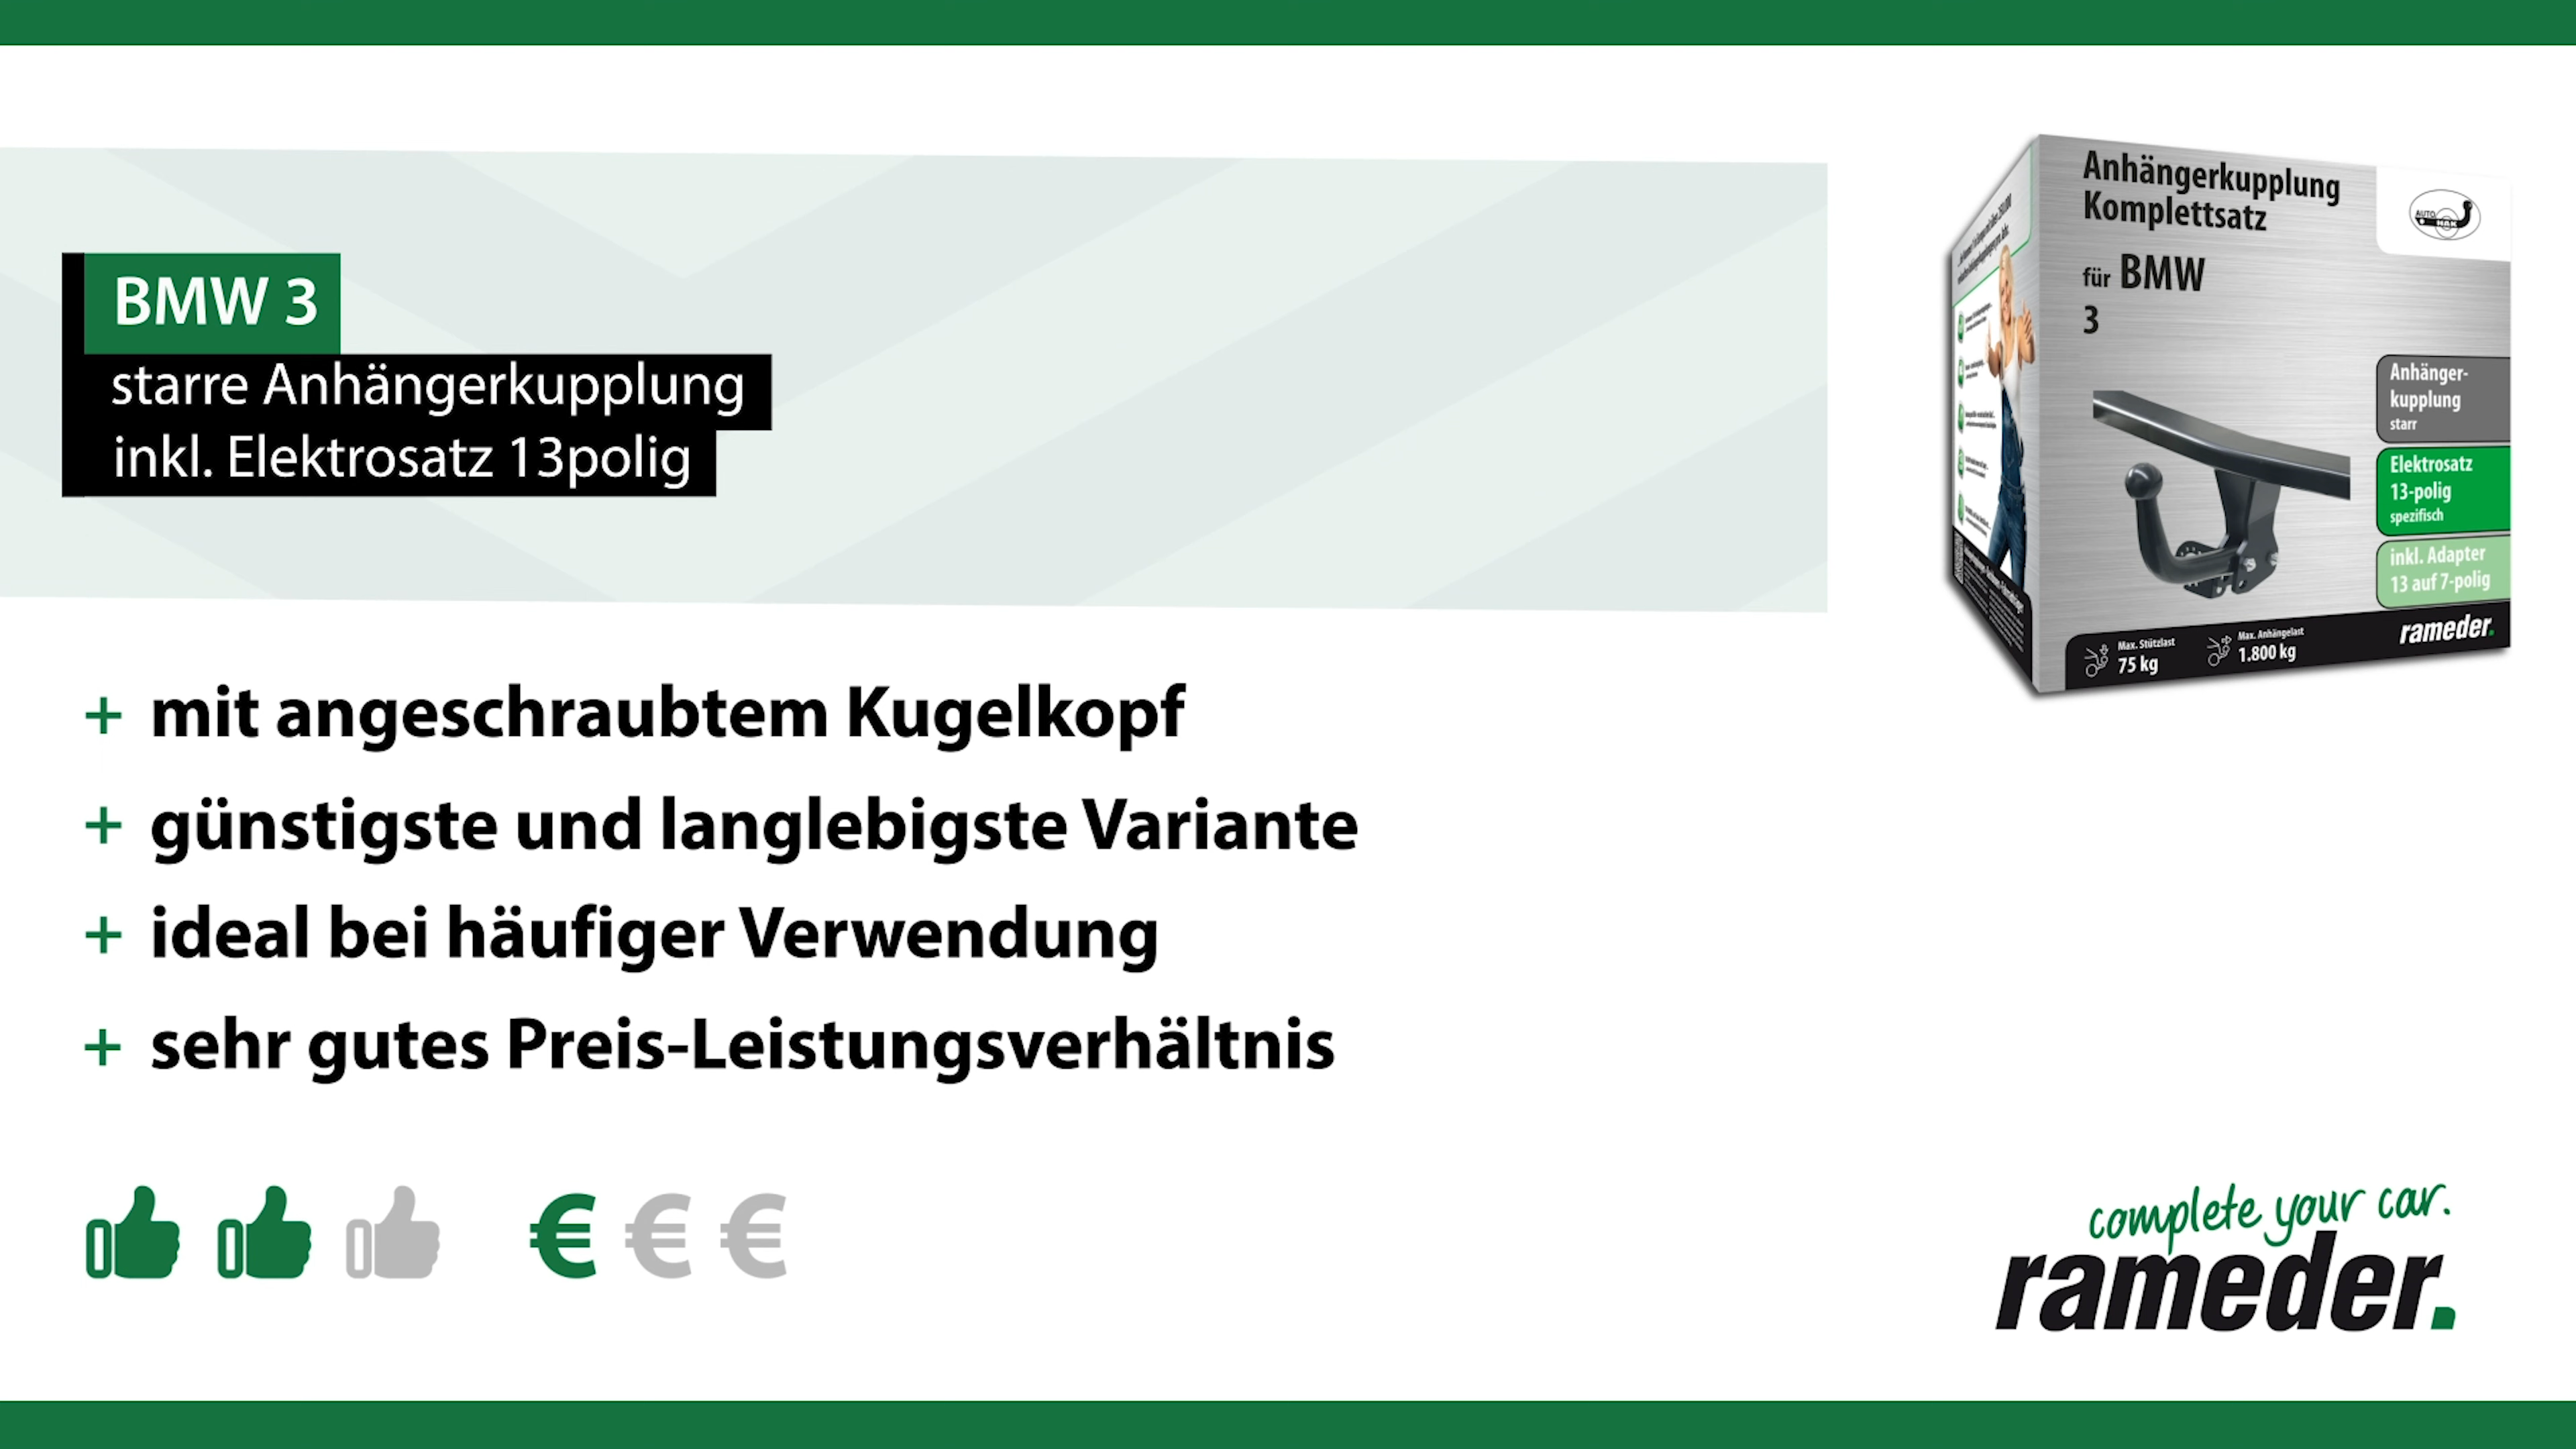 BMW 3
starre Anhängerkupplung
inkl. Elektrosatz 13polig
Anhängerkupplung
Komplettsatz
für BMW
3
Anhänger-
kupplung
starr
Elektrosatz
13-polig
spezifisch
inkl. Adapter
13 auf 7-polig
Max. Stützlast
75 kg
Max. Anhängelast
1.800 kg
rameder.
+ mit angeschraubtem Kugelkopf
+ günstigste und langlebigste Variante
+ ideal bei häufiger Verwendung
+ sehr gutes Preis-Leistungsverhältnis
€ € €
complete your car.
rameder.